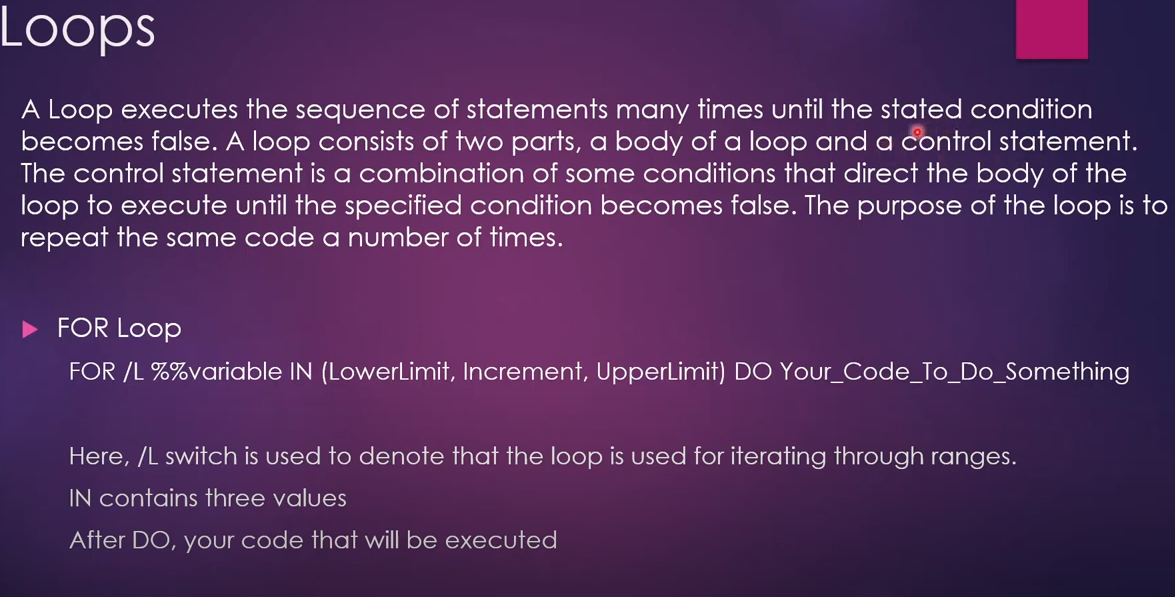 Loops
A Loop executes the sequence of statements many times until the stated condition
becomes false. A loop consists of two parts, a body of a loop and a control statement.
The control statement is a combination of some conditions that direct the body of the
loop to execute until the specified condition becomes false. The purpose of the loop is to
repeat the same code a number of times.
FOR Loop
FOR /L %%variable IN (LowerLimit, Increment, UpperLimit) DO Your_Code_To_Do_Something
Here, /L switch is used to denote that the loop is used for iterating through ranges.
IN contains three values
After DO, your code that will be executed